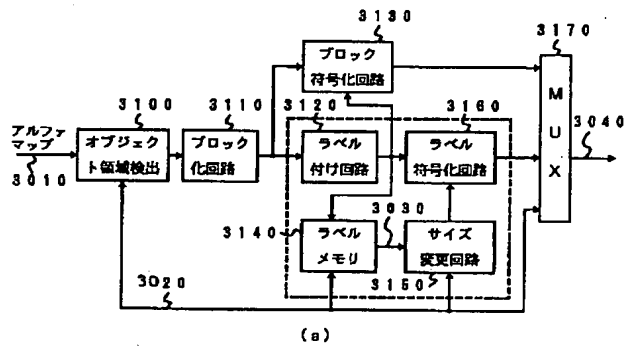 3130
ブロック
符号化回路
3170
MUX
3100
3110
3120
3160
3040
アルファ
マップ
3010
オブジェク
ト領域検出
ブロック
化回路
ラベル
付け回路
ラベル
符号化回路
3140
ラベル
メモリ
3030
サイズ
変更回路
3150
3020
(a)